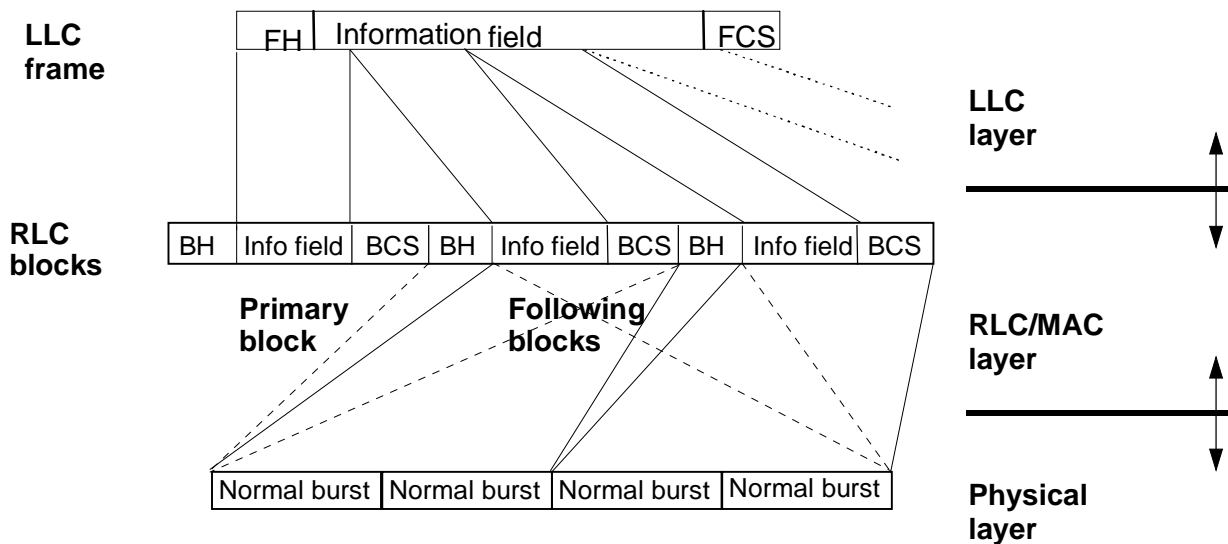 LLC
frame
FH Information field FCS
LLC
layer
RLC
blocks
BH Info field BCS BH Info field BCS BH Info field BCS
Primary
block
Following
blocks
RLC/MAC
layer
Normal burst Normal burst Normal burst Normal burst
Physical
layer